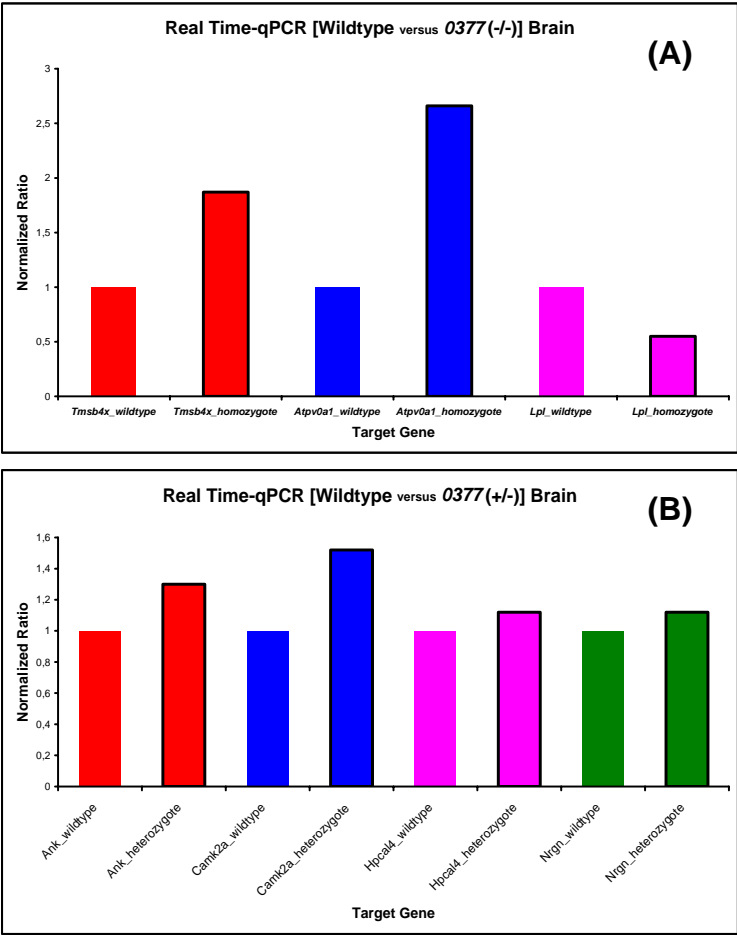 Real Time-qPCR [Wildtype versus 0377 (-/-)] Brain
(A)
3
2,5
2
1,5
1
0,5
0
Normalized Ratio
Tmsb4x_wildtype Tmsb4x_homozygote Atpv0a1_wildtype Atpv0a1_homozygote Lpl_wildtype Lpl_homozygote
Target Gene
Real Time-qPCR [Wildtype versus 0377 (+/-)] Brain
(B)
1,6
1,4
1,2
1
0,8
0,6
0,4
0,2
0
Normalized Ratio
Ank_wildtype
Ank_heterozygote
Camk2a_wildtype
Camk2a_heterozygote
Hpcal4_wildtype
Hpcal4_heterozygote
Nrgn_wildtype
Nrgn_heterozygote
Target Gene